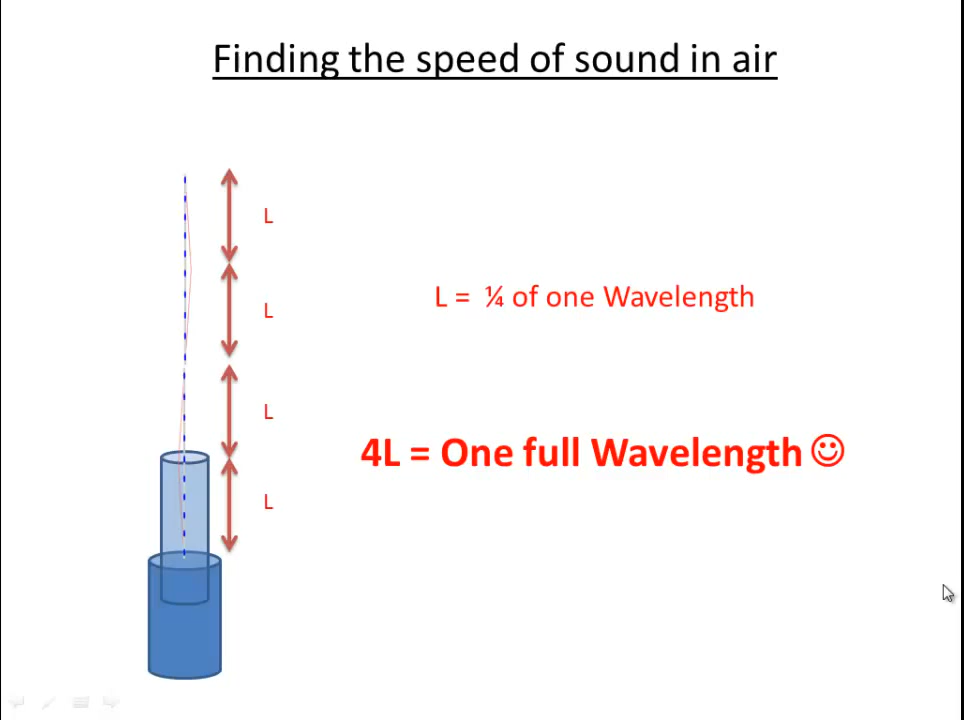 Finding the speed of sound in air
L
L
L = ¼ of one Wavelength
L
4L = One full Wavelength ☺
L